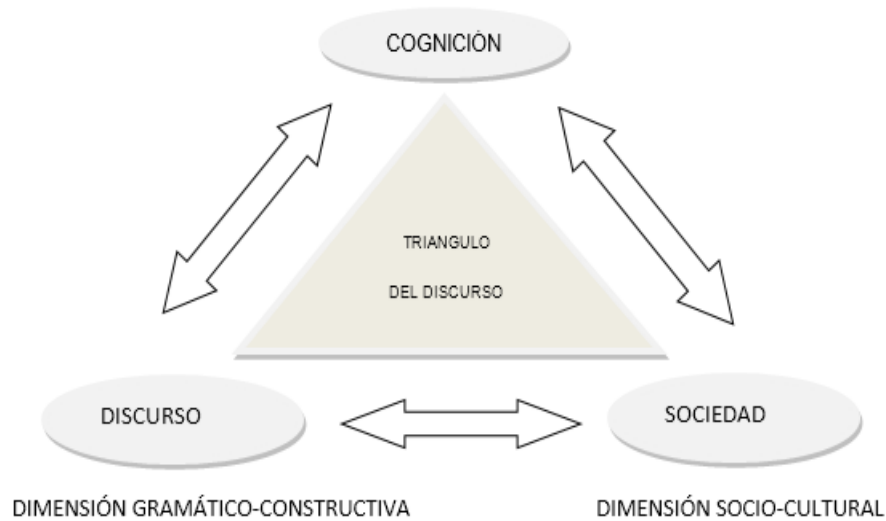 COGNICIÓN
TRIANGULO
DEL DISCURSO
DISCURSO
SOCIEDAD
DIMENSIÓN GRAMÁTICO-CONSTRUCTIVA
DIMENSIÓN SOCIO-CULTURAL